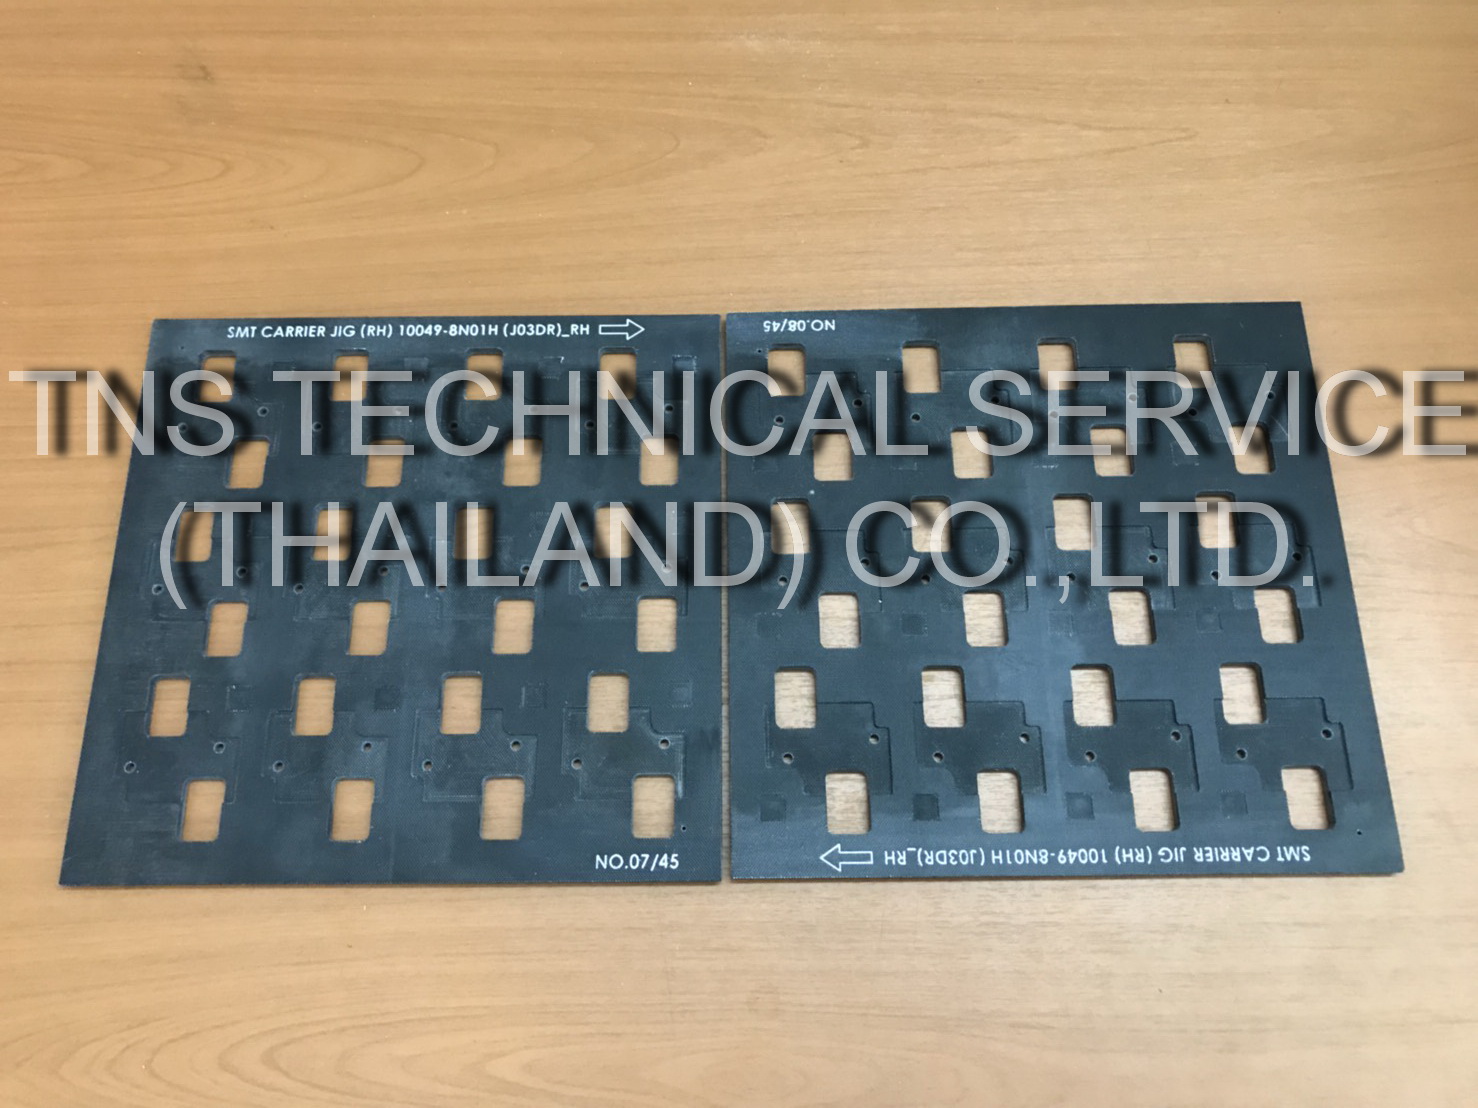 SMT CARRIER JIG (RH) 10049-8N01H (J03DR)_RH
NO.08/45
TNS TECHNICAL SERVICE
(THAILAND) CO.,LTD.
NO.07/45
SMT CARRIER JIG (RH) 10049-8N01H (J03DR)_RH